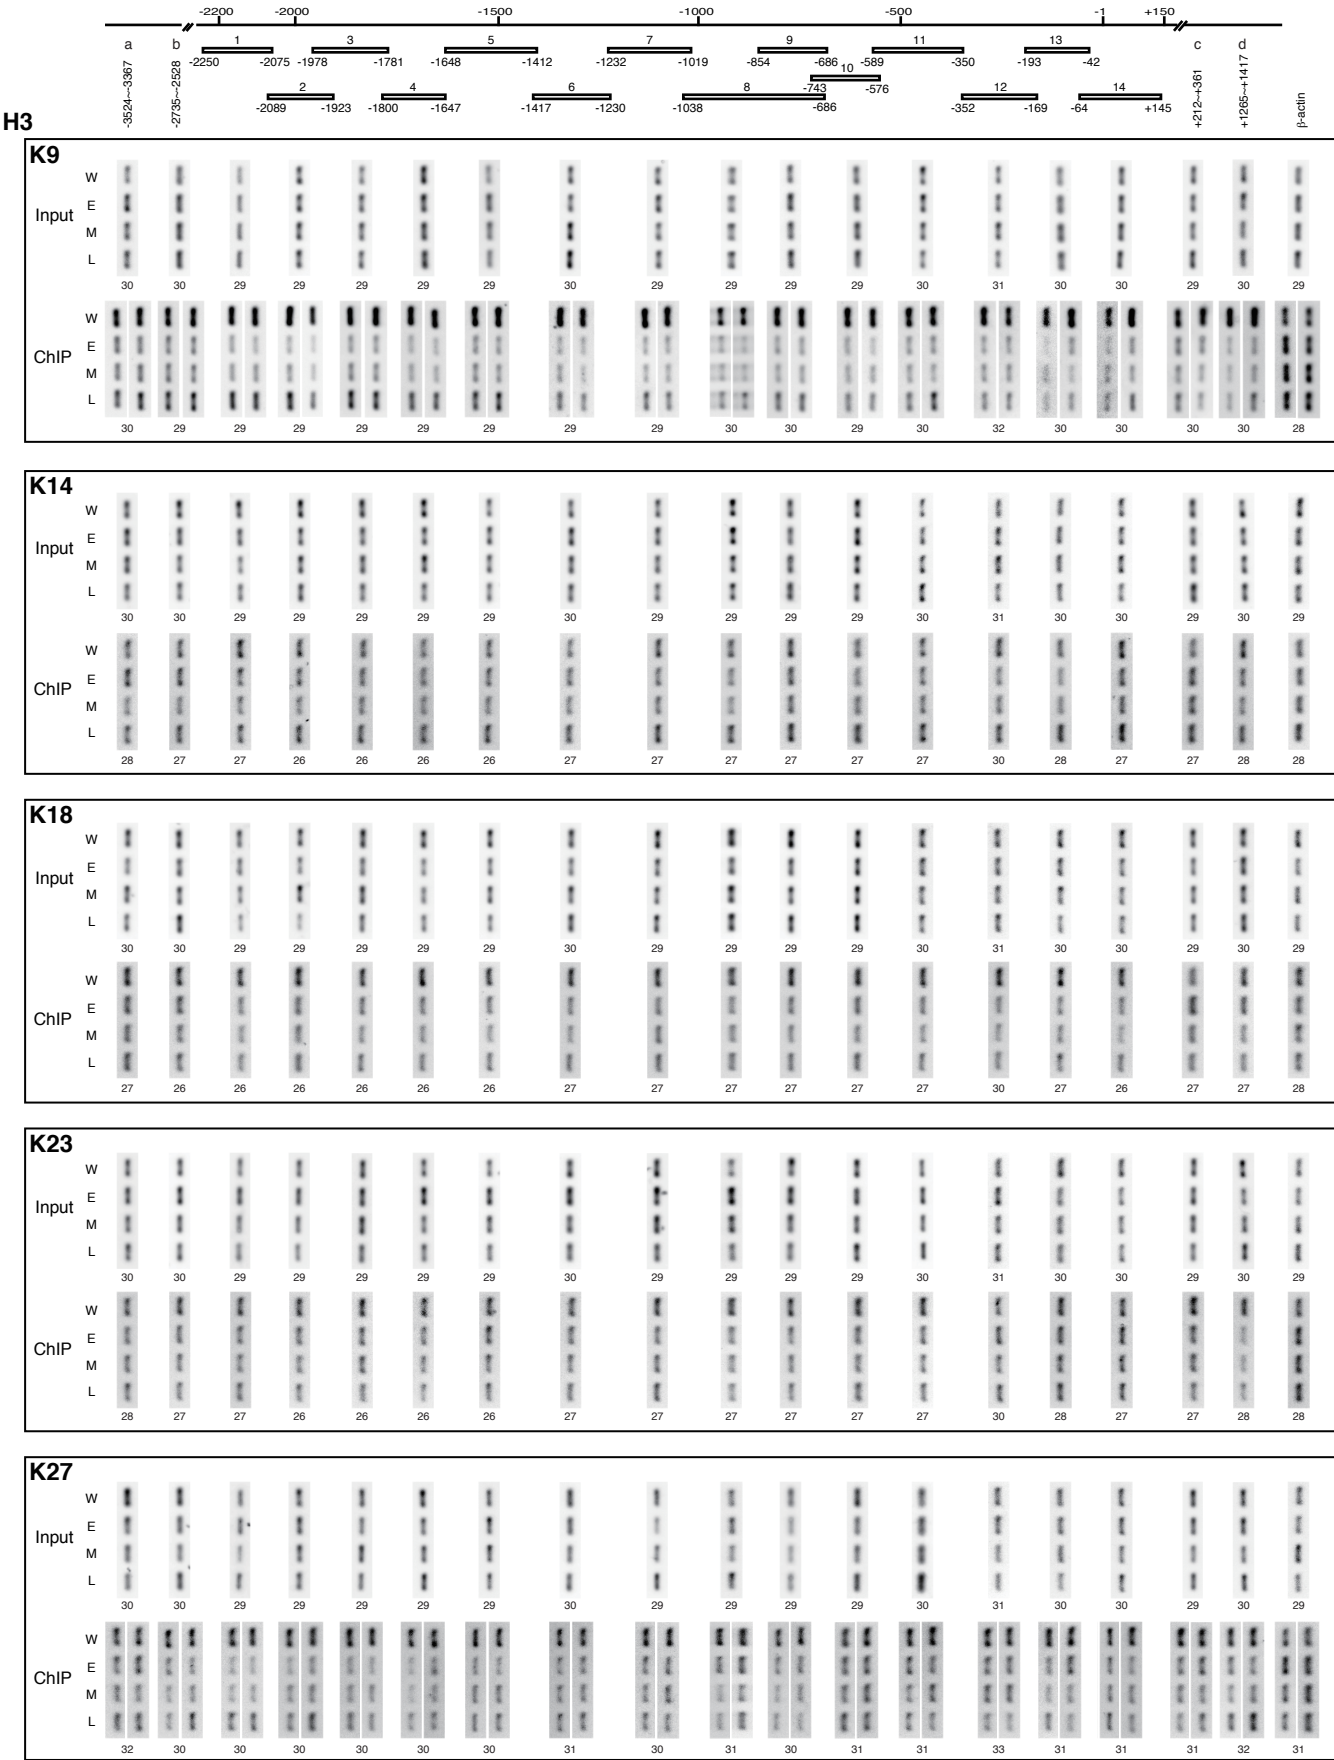 -2200 -2000 -1500 -1000 -500 -1 +150
a b 1 3 5 7 9 11 13 c d
-2250 -2075 -1978 -1781 -1648 -1412 -1232 -1019 -854 -686 -589 -350 -193 -42
2 4 6 8 10 12 14
-743 -576
-2089 -1923 -1800 -1647 -1417 -1230 -1038 -686 -352 -169 -64 +145
-3524~-3367 -2735~-2528 +212~+361 +1265~+1417 β-actin
H3
K9
W
E
Input
M
L
30 30 29 29 29 29 29 30 29 29 29 29 30 31 30 30 29 30 29
W
E
ChIP
M
L
30 29 29 29 29 29 29 29 29 30 30 29 29 32 30 30 30 30 28
K14
W
E
Input
M
L
30 30 29 29 29 29 29 30 29 29 29 29 30 31 30 30 29 30 29
W
E
ChIP
M
L
28 27 27 26 26 26 26 27 27 27 27 27 27 30 28 27 27 28 28
K18
W
E
Input
M
L
30 30 29 29 29 29 29 30 29 29 29 29 30 31 30 30 29 30 29
W
E
ChIP
M
L
27 26 26 26 26 26 26 27 27 27 27 27 27 30 27 26 27 27 28
K23
W
E
Input
M
L
30 30 29 29 29 29 29 30 29 29 29 29 30 31 30 30 29 30 29
W
E
ChIP
M
L
28 27 27 26 26 26 26 27 27 27 27 27 27 30 28 27 27 28 28
K27
W
E
Input
M
L
30 30 29 29 29 29 29 30 29 29 29 29 30 31 30 30 29 30 29
W
E
ChIP
M
L
32 30 30 30 30 30 30 31 30 31 30 31 31 33 31 31 31 32 31